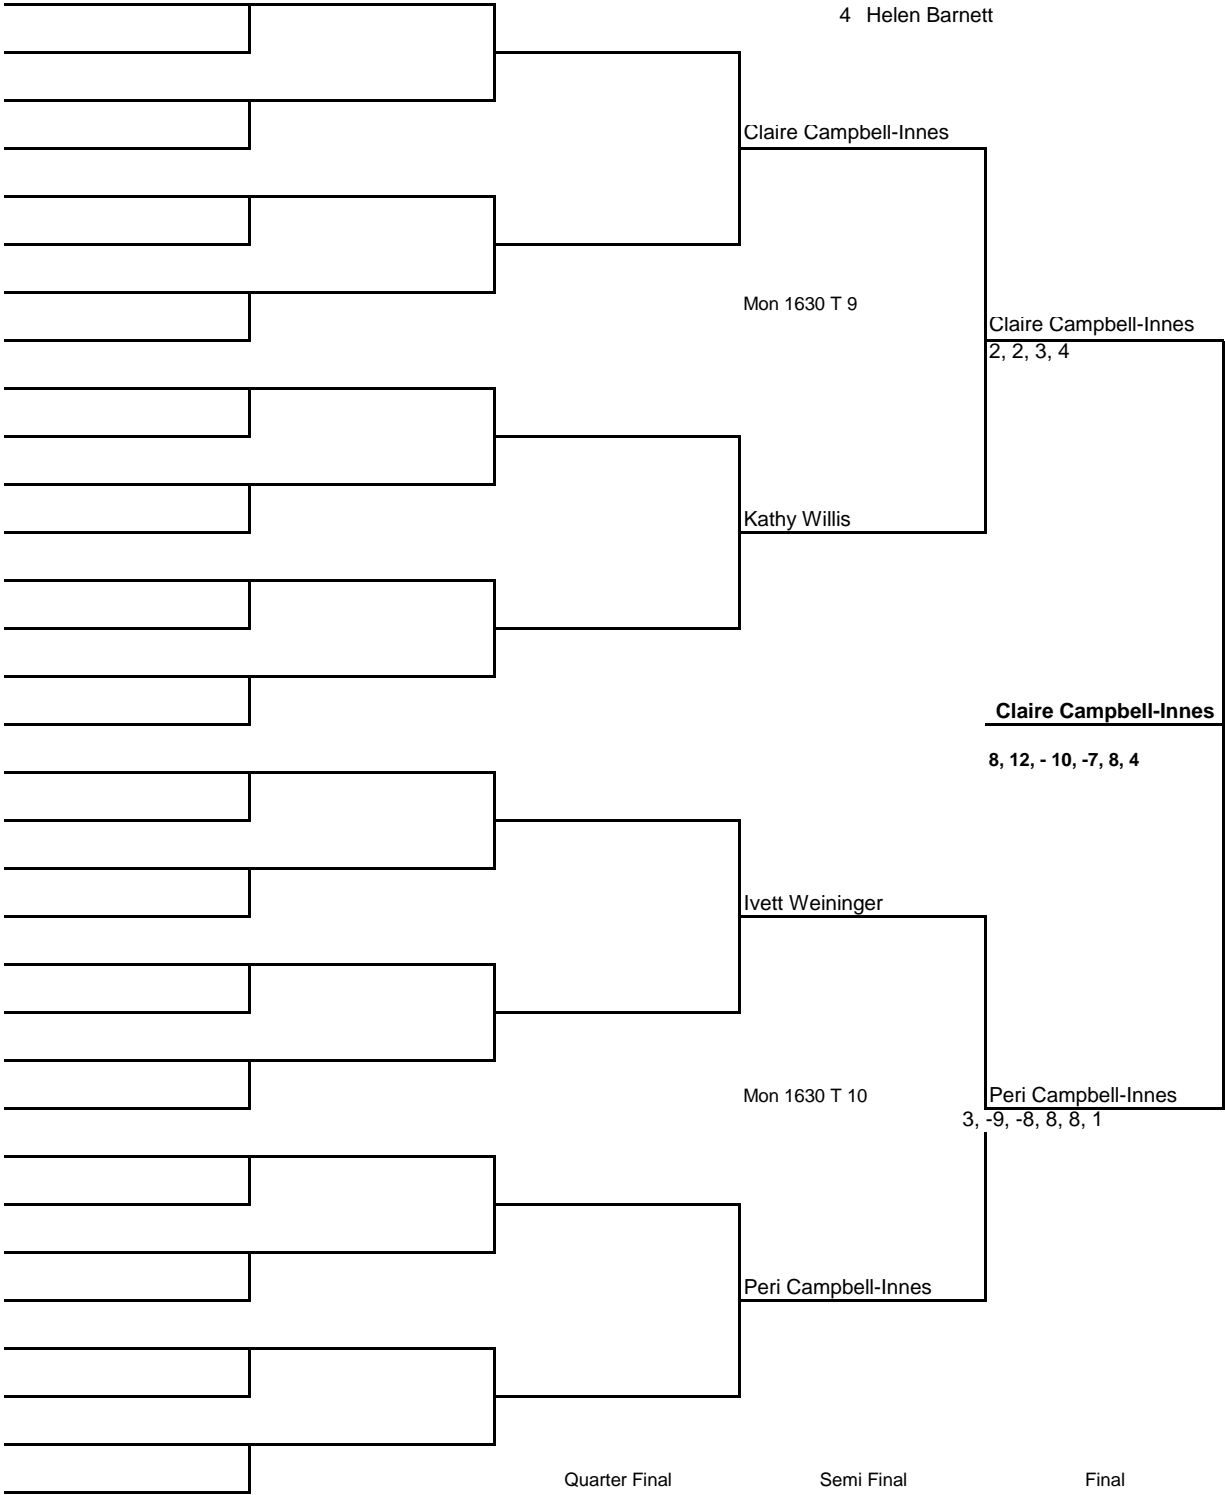 4 Helen Barnett
Claire Campbell-Innes
Mon 1630 T 9
Claire Campbell-Innes
2, 2, 3, 4
Kathy Willis
Claire Campbell-Innes
8, 12, - 10, -7, 8, 4
Ivett Weininger
Mon 1630 T 10
Peri Campbell-Innes
3, -9, -8, 8, 8, 1
Peri Campbell-Innes
Quarter Final Semi Final Final